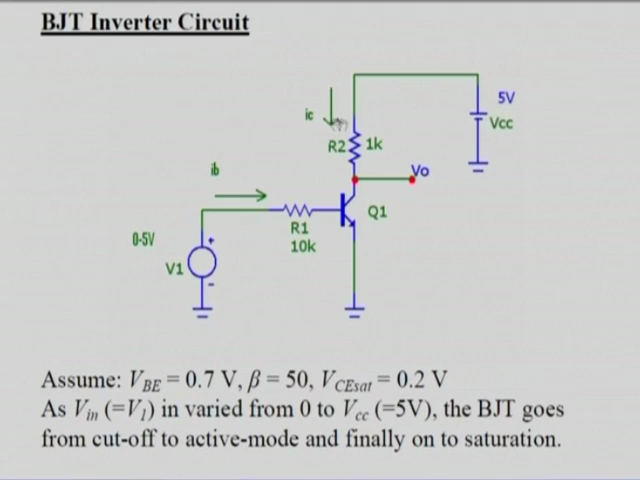 BJT Inverter Circuit
5V
ic
Vcc
R2 1k
ib
Vo
Q1
R1
0-5V
10k
V1
Assume: VBE = 0.7 V, β = 50, VCEsat = 0.2 V
As Vin (=V1) in varied from 0 to Vcc (=5V), the BJT goes
from cut-off to active-mode and finally on to saturation.